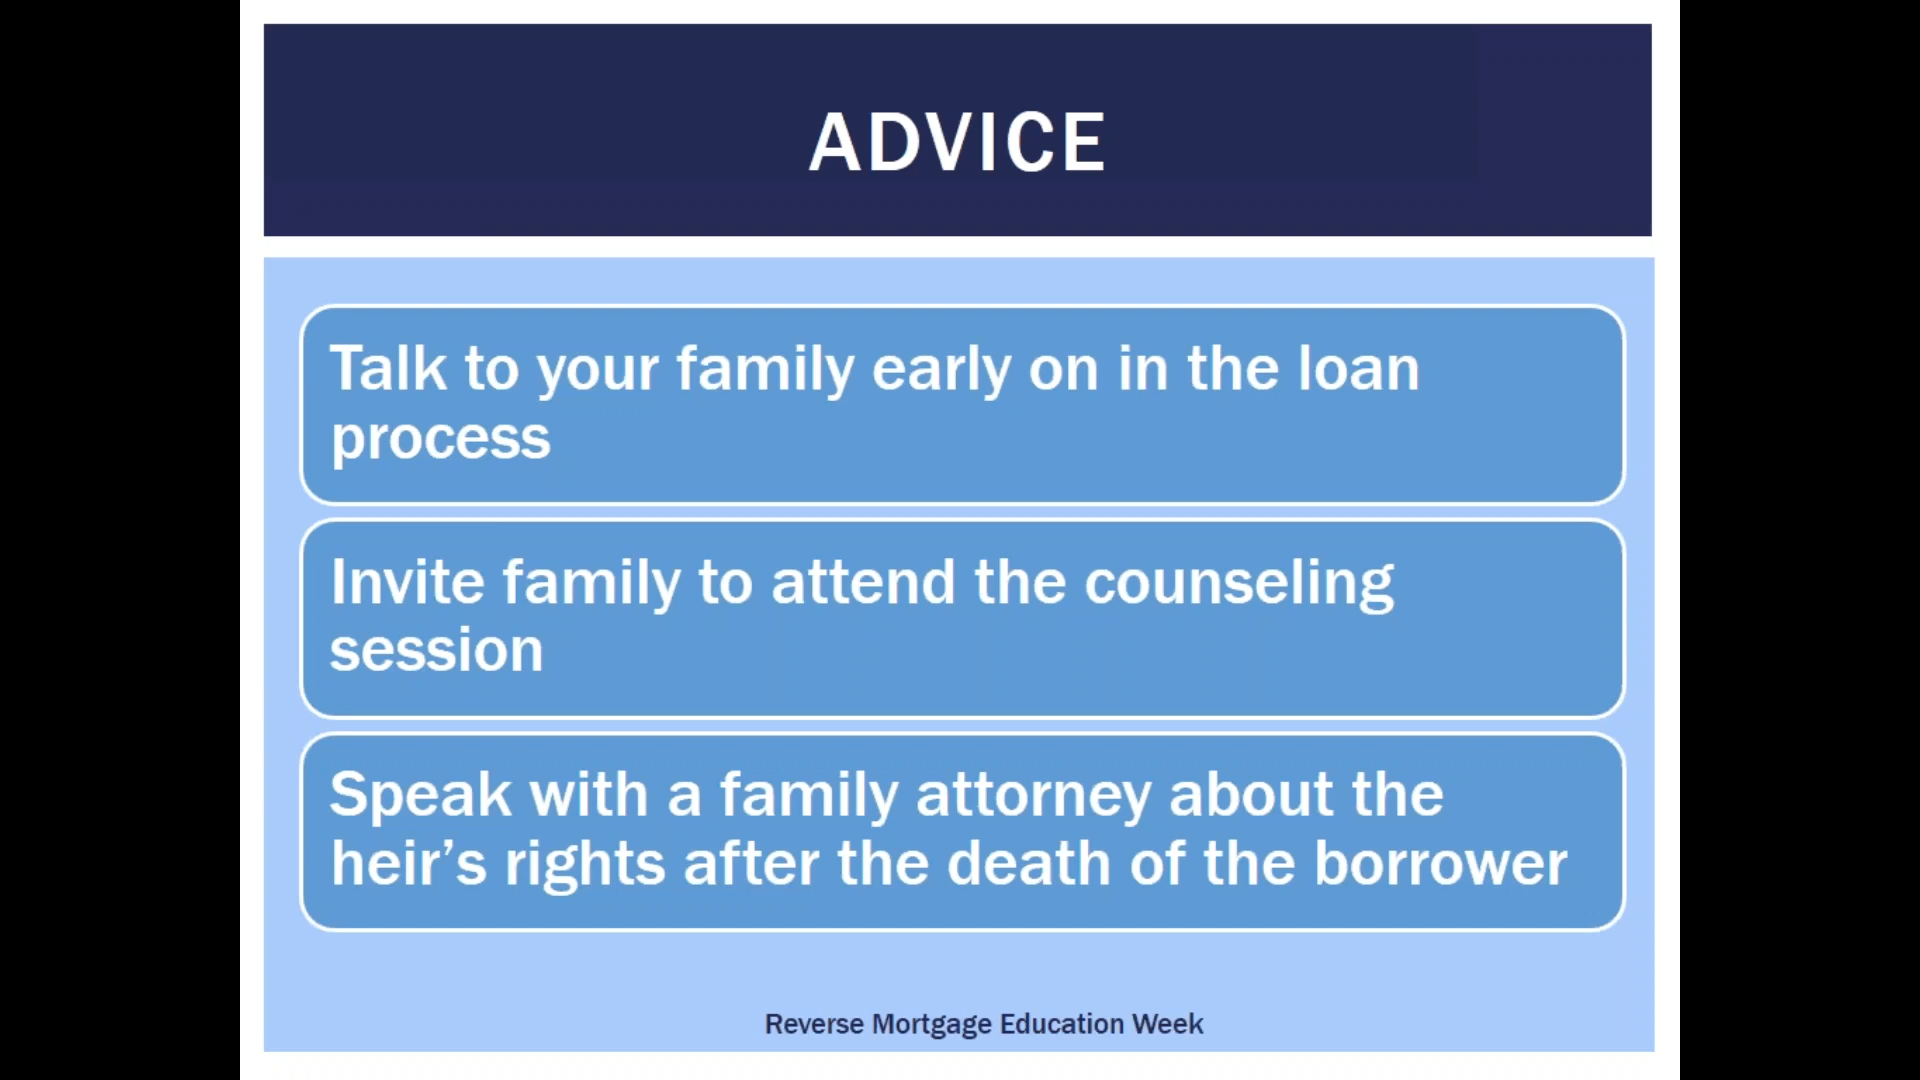 ADVICE
Talk to your family early on in the loan
process
Invite family to attend the counseling
session
Speak with a family attorney about the
heir’s rights after the death of the borrower
Reverse Mortgage Education Week